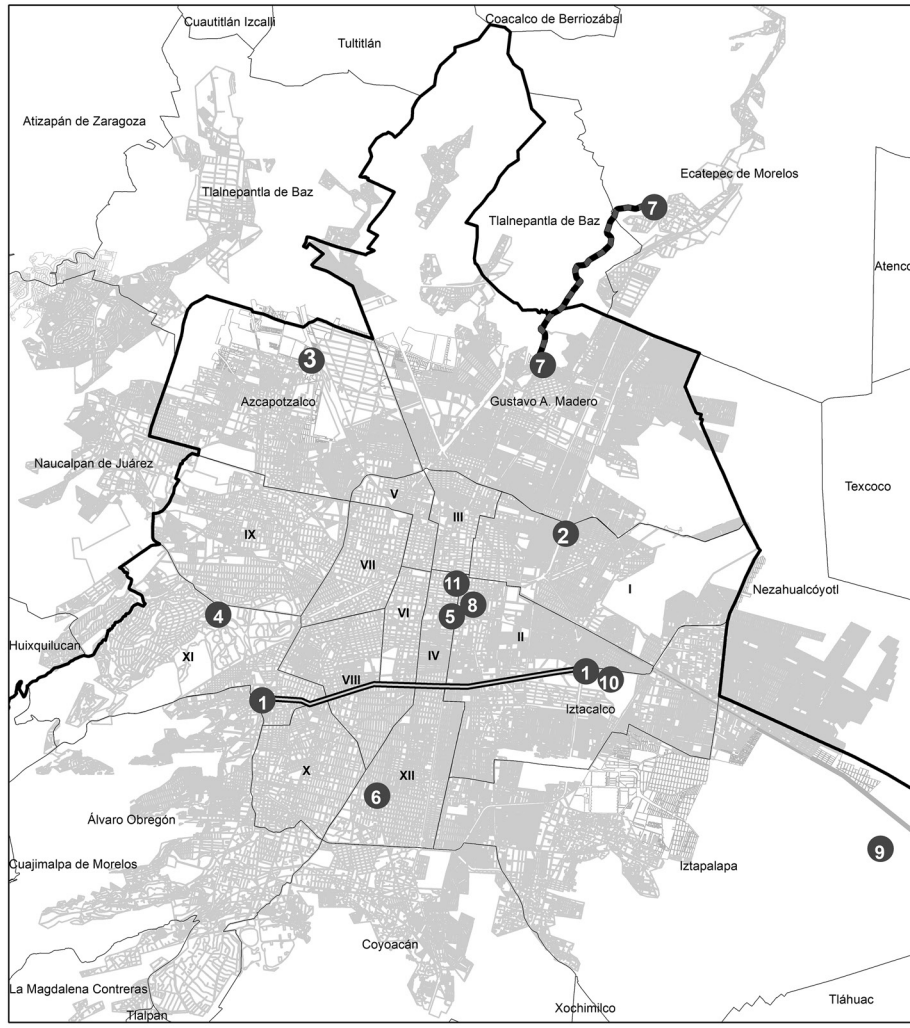 Cuautitlán Izcalli
Coacalco de Berriozábal
Tultitlán
Atizapán de Zaragoza
Ecatepec de Morelos
Tlalnepantla de Baz
7
Tlalnepantla de Baz
Atenco
3
7
Azcapotzalco
Gustavo A. Madero
Naucalpan de Juárez
Texcoco
V
III
IX
2
VII
11
I
Nezahualcóyotl
8
4
VI
5
II
Huixquilucan
XI
IV
1
VIII
10
1
Iztacalco
X
XII
6
Álvaro Obregón
9
Cuajimalpa de Morelos
Iztapalapa
Coyoacán
La Magdalena Contreras
Tláhuac
Xochimilco
Tlalpan